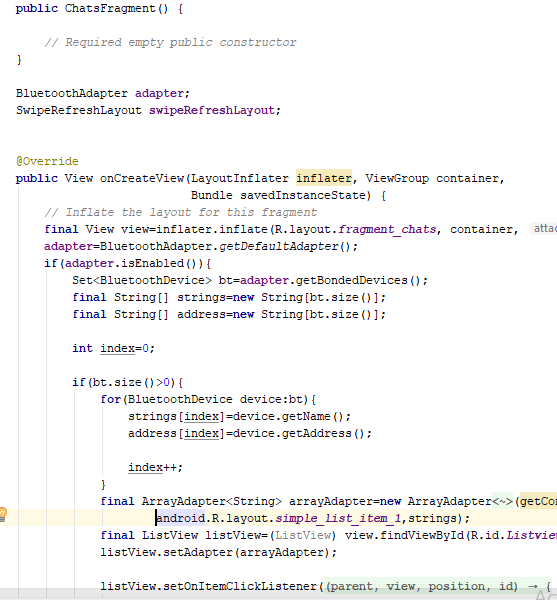 public ChatsFragment() {
// Required empty public constructor
}
BluetoothAdapter adapter;
SwipeRefreshLayout swipeRefreshLayout;
@Override
public View onCreateView(LayoutInflater inflater, ViewGroup container,
Bundle savedInstanceState) {
// Inflate the layout for this fragment
final View view=inflater.inflate(R.layout.fragment_chats, container,
adapter=BluetoothAdapter.getDefaultAdapter();
if(adapter.isEnabled()){
Set<BluetoothDevice> bt=adapter.getBondedDevices();
final String[] strings=new String[bt.size()];
final String[] address=new String[bt.size()];
int index=0;
if(bt.size()>0){
for(BluetoothDevice device:bt){
strings[index]=device.getName();
address[index]=device.getAddress();
index++;
}
final ArrayAdapter<String> arrayAdapter=new ArrayAdapter<~>(
android.R.layout.simple_list_item_1,strings);
final ListView listView=(ListView) view.findViewById(R.id.Listview
listView.setAdapter(arrayAdapter);
listView.setOnItemClickListener((parent, view, position, id) → {